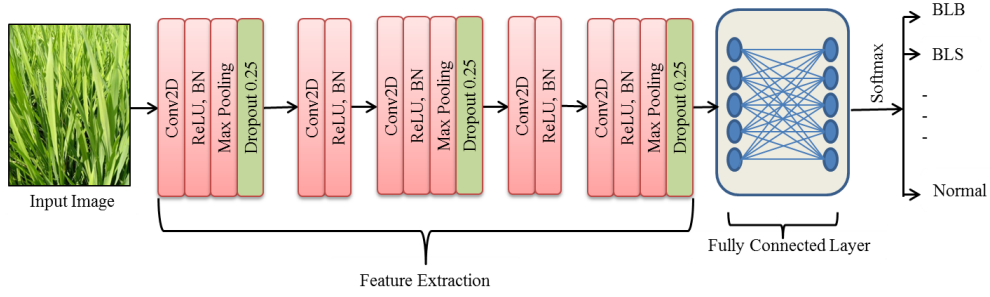 Input Image
Conv2D
ReLU, BN
Max Pooling
Dropout 0.25
Conv2D
ReLU, BN
Conv2D
ReLU, BN
Max Pooling
Dropout 0.25
Conv2D
ReLU, BN
Conv2D
ReLU, BN
Max Pooling
Dropout 0.25
Feature Extraction
Fully Connected Layer
Softmax
BLB
BLS
-
-
-
Normal